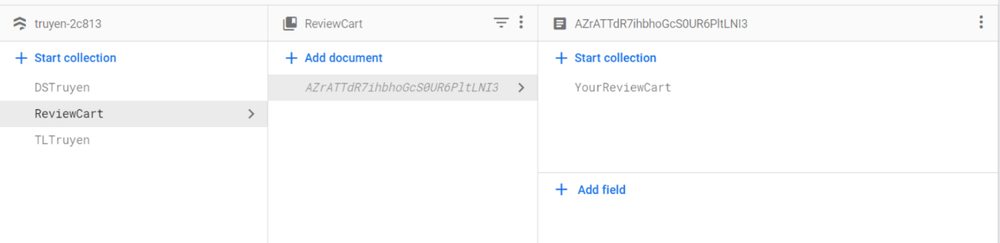 truyen-2c813
ReviewCart
AZrATTdR7ihbhoGcS0UR6PltLNI3
Start collection
Add document
Start collection
DSTruyen
AZrATTdR7ihbhoGcS0UR6PltLNI3
YourReviewCart
ReviewCart
TLTruyen
Add field